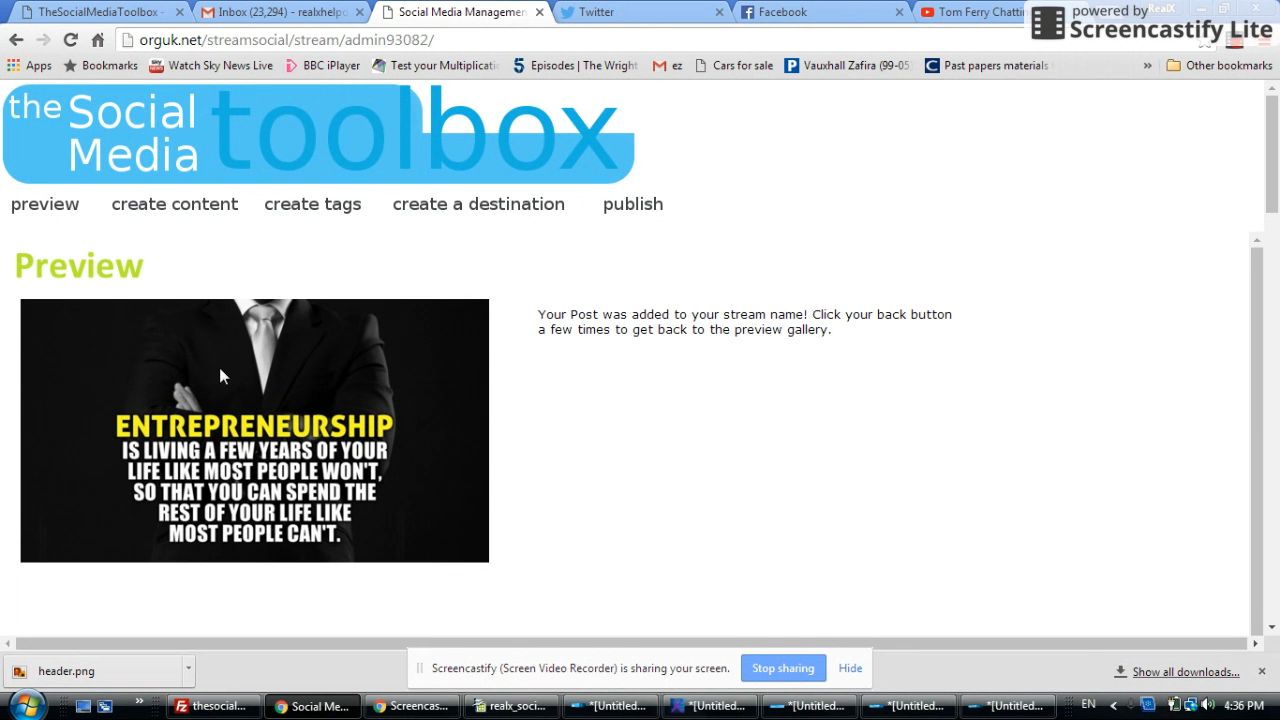 TheSocialMediaToolbox -
Inbox (23,294) - realxhelpd
Social Media Managemen
Twitter
Facebook
Tom Ferry Chattin
RealX
powered by
Screencastify Lite
orguk.net/streamsocial/stream/admin93082/
Apps
Bookmarks
Watch Sky News Live
BBC iPlayer
Test your Multiplicatio
Episodes | The Wright
ez
Cars for sale
Vauxhall Zafira (99-05)
Past papers materials
»
Other bookmarks
the Social Media toolbox
preview create content create tags create a destination publish
Preview
Your Post was added to your stream name! Click your back button
a few times to get back to the preview gallery.
ENTREPRENEURSHIP
IS LIVING A FEW YEARS OF YOUR
LIFE LIKE MOST PEOPLE WON'T,
SO THAT YOU CAN SPEND THE
REST OF YOUR LIFE LIKE
MOST PEOPLE CAN'T.
header.png
Screencastify (Screen Video Recorder) is sharing your screen.
Stop sharing
Hide
Show all downloads...
»
thesocial...
Social Me...
Screencas...
realx_soci...
*[Untitled...
*[Untitled...
*[Untitled...
*[Untitled...
*[Untitled...
EN
4:36 PM